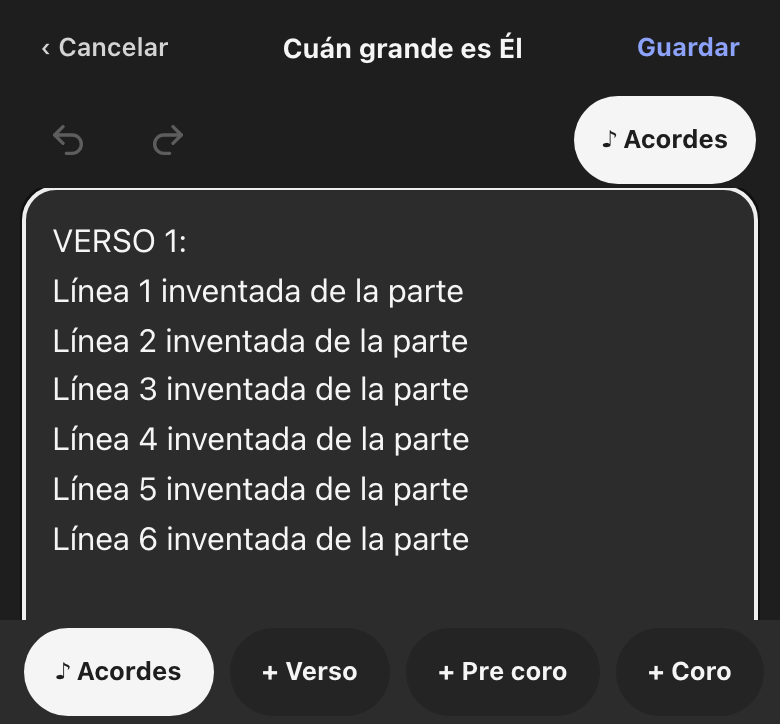 ‹ Cancelar
Cuán grande es Él
Guardar
♪ Acordes
VERSO 1:
Línea 1 inventada de la parte
Línea 2 inventada de la parte
Línea 3 inventada de la parte
Línea 4 inventada de la parte
Línea 5 inventada de la parte
Línea 6 inventada de la parte
♪ Acordes
+ Verso
+ Pre coro
+ Coro